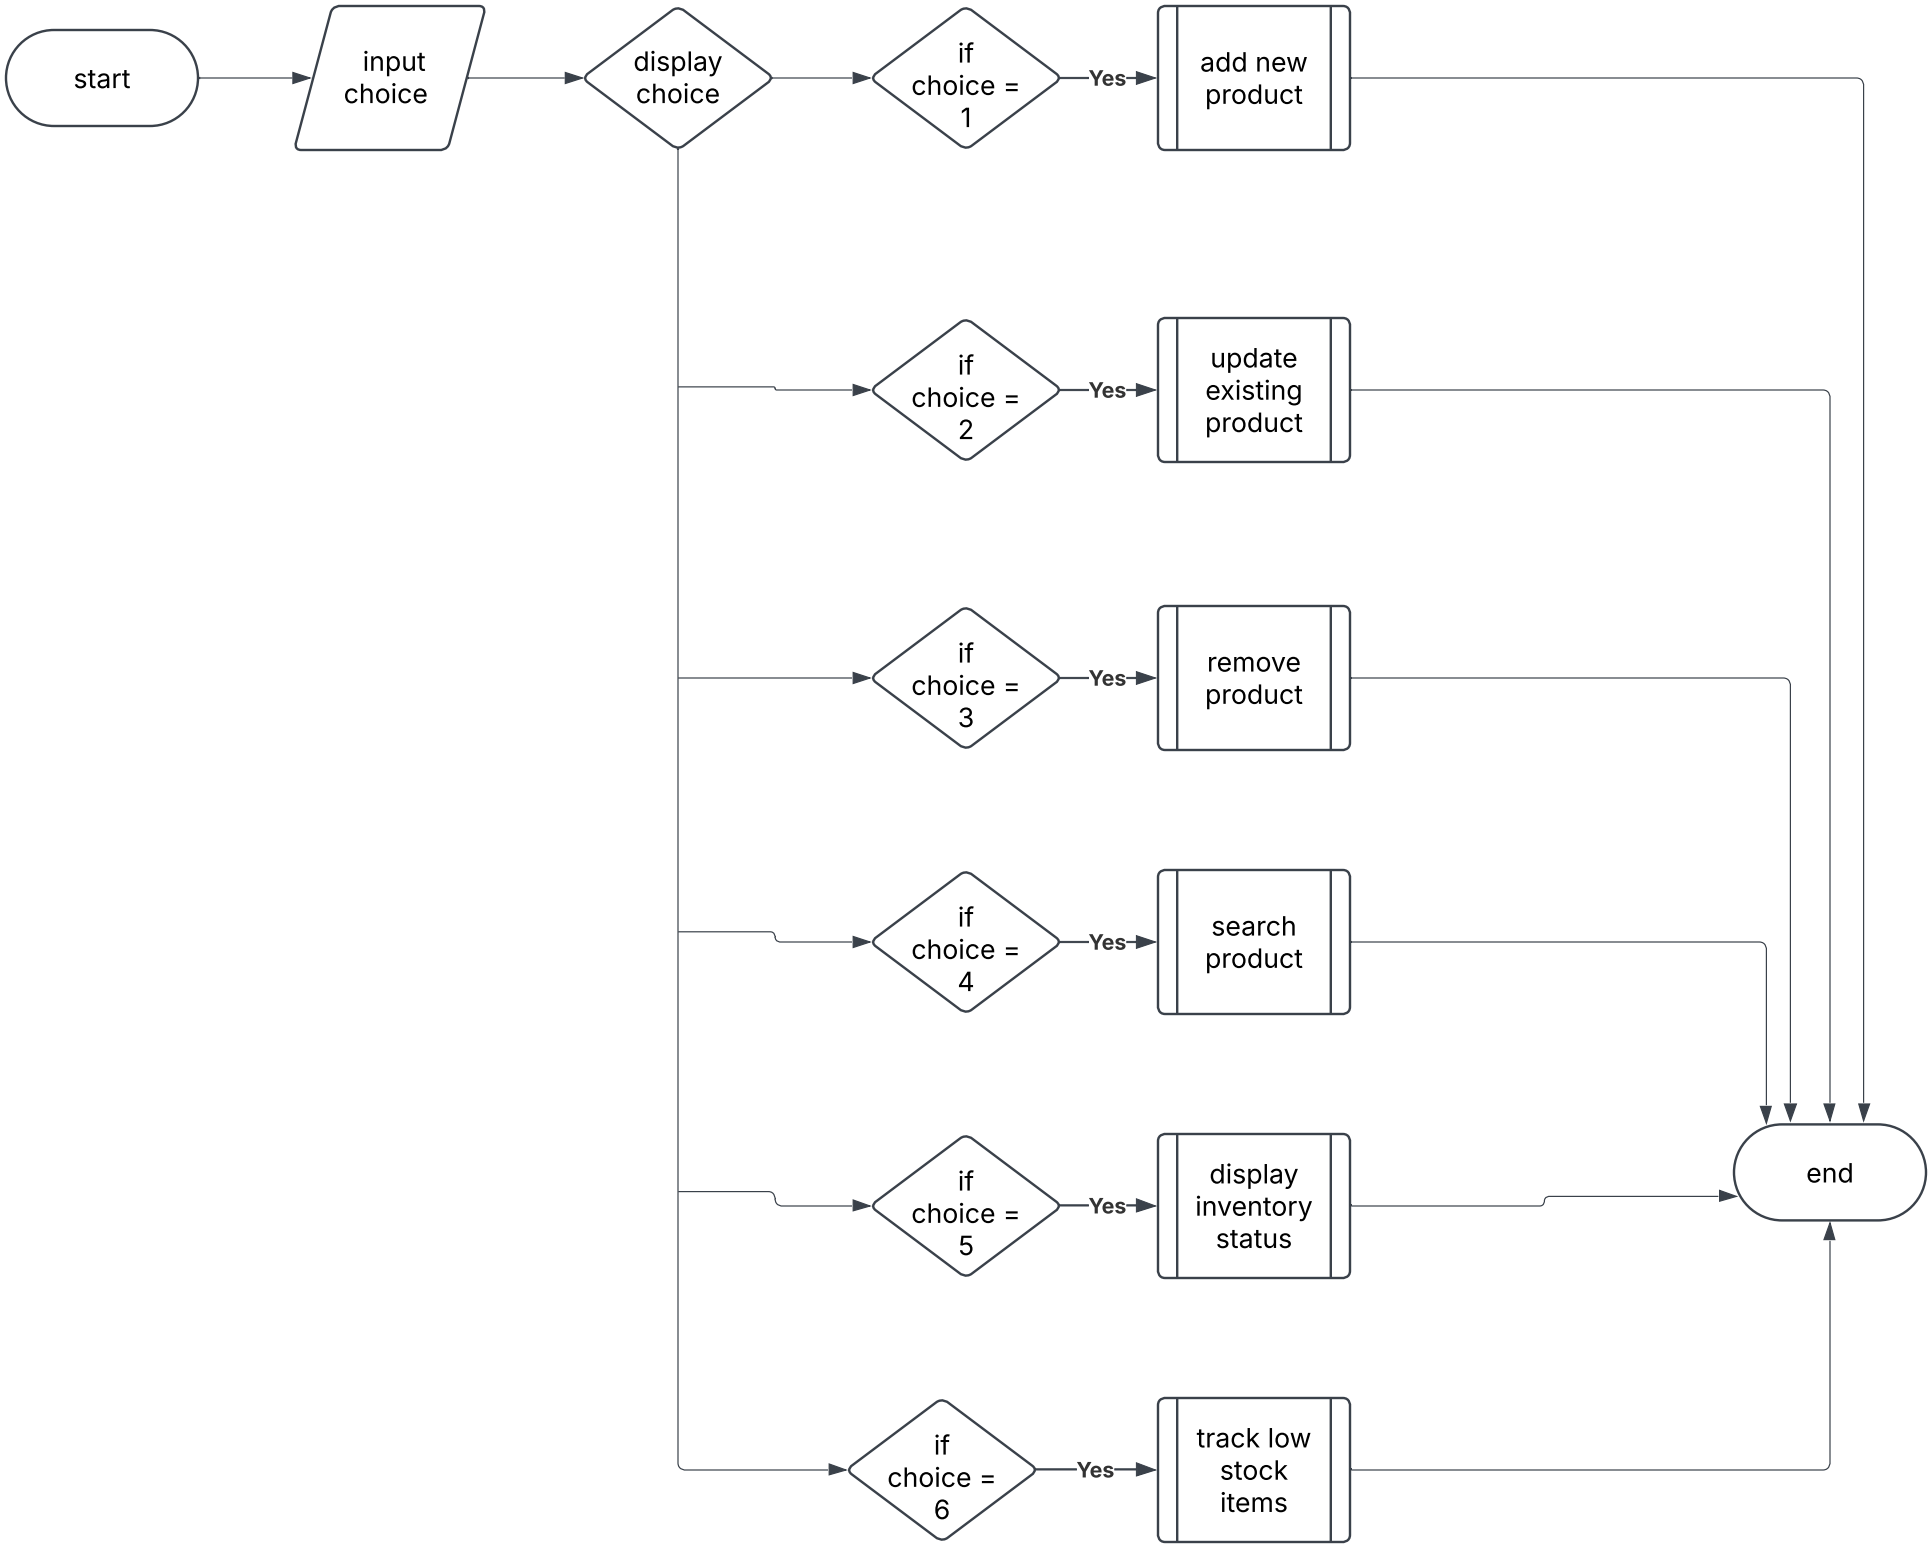 start
input
choice
display
choice
if
choice =
1
Yes
add new
product
if
choice =
2
Yes
update
existing
product
if
choice =
3
Yes
remove
product
if
choice =
4
Yes
search
product
if
choice =
5
Yes
display
inventory
status
end
if
choice =
6
Yes
track low
stock
items